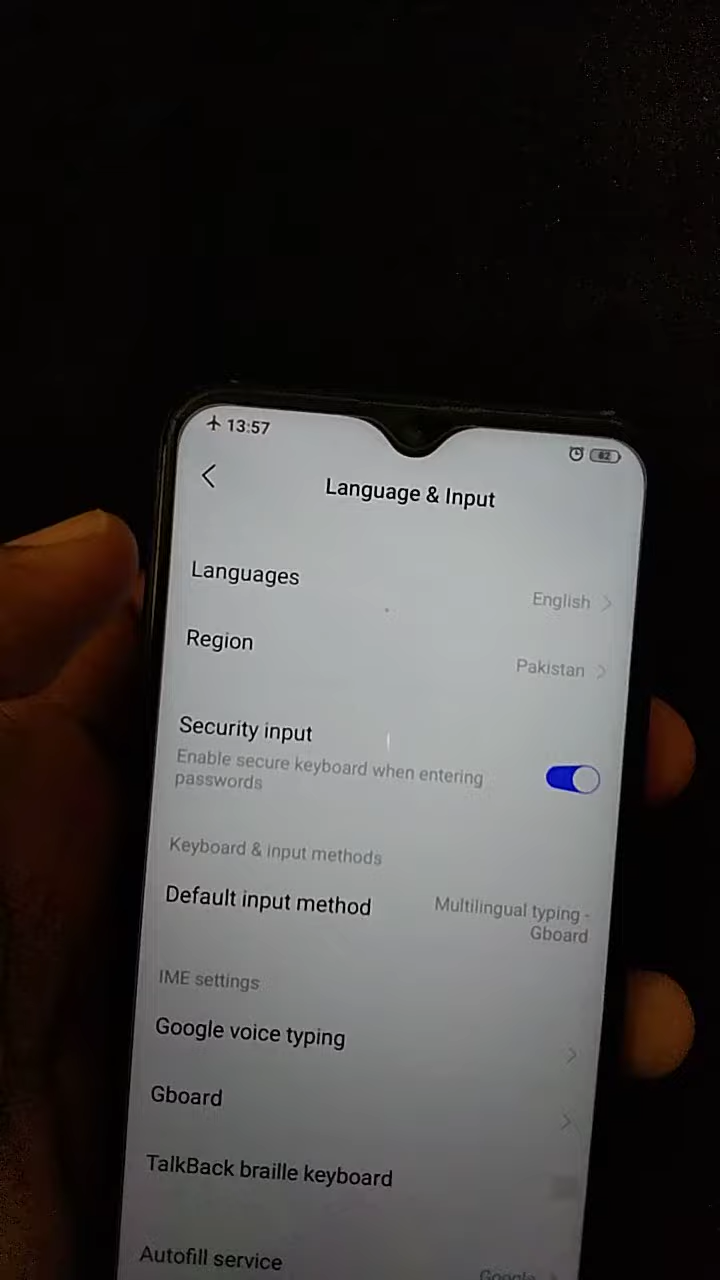 13:57
62
Language & Input
Languages
English
Region
Pakistan
Security input
Enable secure keyboard when entering
passwords
Keyboard & input methods
Default input method
Multilingual typing -
Gboard
IME settings
Google voice typing
Gboard
TalkBack braille keyboard
Autofill service
Google